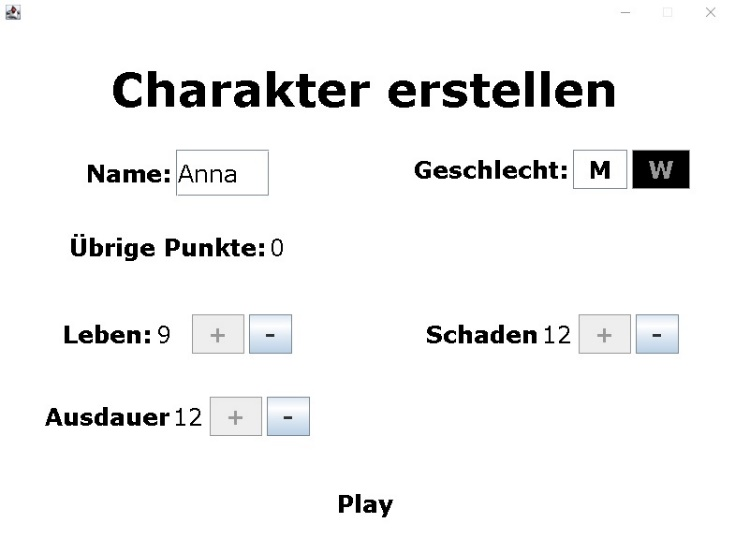 Charakter erstellen
Name: Anna Geschlecht: M W
Übrige Punkte: 0
Leben: 9 + - Schaden 12 + -
Ausdauer 12 + -
Play